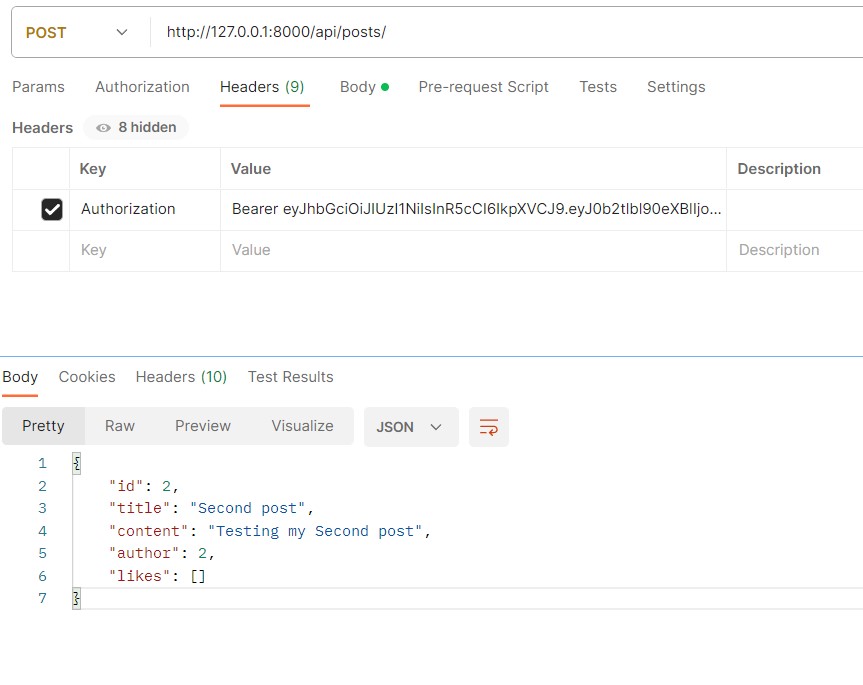 POST http://127.0.0.1:8000/api/posts/
Params Authorization Headers (9) Body Pre-request Script Tests Settings
Headers 8 hidden
Key Value Description
Authorization Bearer eyJhbGciOiJIUzI1NiIsInR5cCI6IkpXVCJ9.eyJ0b2tlbl90eXBlIjo...
Key Value Description
Body Cookies Headers (10) Test Results
Pretty Raw Preview Visualize JSON
1 {
2 "id": 2,
3 "title": "Second post",
4 "content": "Testing my Second post",
5 "author": 2,
6 "likes": []
7 }